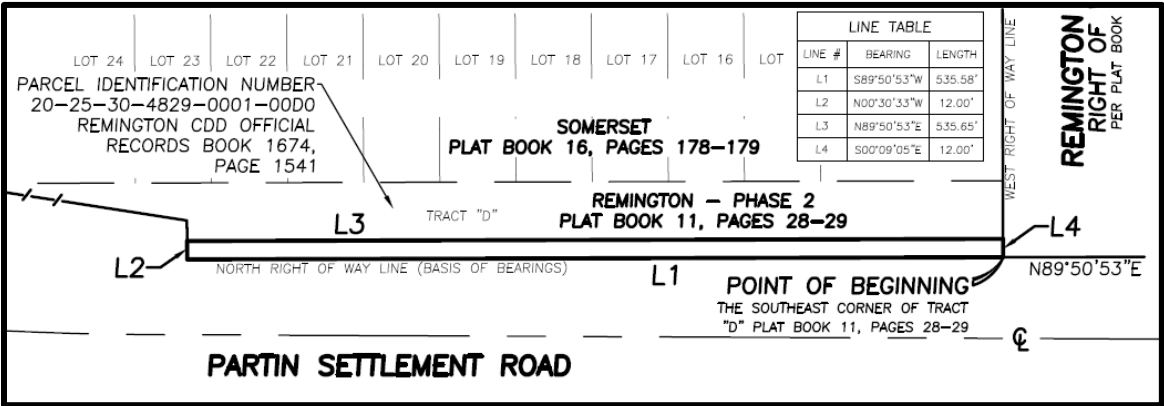 LOT 24
LOT 23
LOT 22
LOT 21
LOT 20
LOT 19
LOT 18
LOT 17
LOT 16
LOT
LINE TABLE
LINE # BEARING LENGTH
L1 S89°50'53"W 535.58'
L2 N00°30'33"W 12.00'
L3 N89°50'53"E 535.65'
L4 S00°09'05"E 12.00'
WEST RIGHT OF WAY LINE
REMINGTON
RIGHT OF
PER PLAT BOOK
PARCEL IDENTIFICATION NUMBER
20-25-30-4829-0001-00D0
REMINGTON CDD OFFICIAL
RECORDS BOOK 1674,
PAGE 1541
SOMERSET
PLAT BOOK 16, PAGES 178-179
REMINGTON - PHASE 2
PLAT BOOK 11, PAGES 28-29
TRACT "D"
L3
L4
L2
NORTH RIGHT OF WAY LINE (BASIS OF BEARINGS)
L1
N89°50'53"E
POINT OF BEGINNING
THE SOUTHEAST CORNER OF TRACT
"D" PLAT BOOK 11, PAGES 28-29
℄
PARTIN SETTLEMENT ROAD